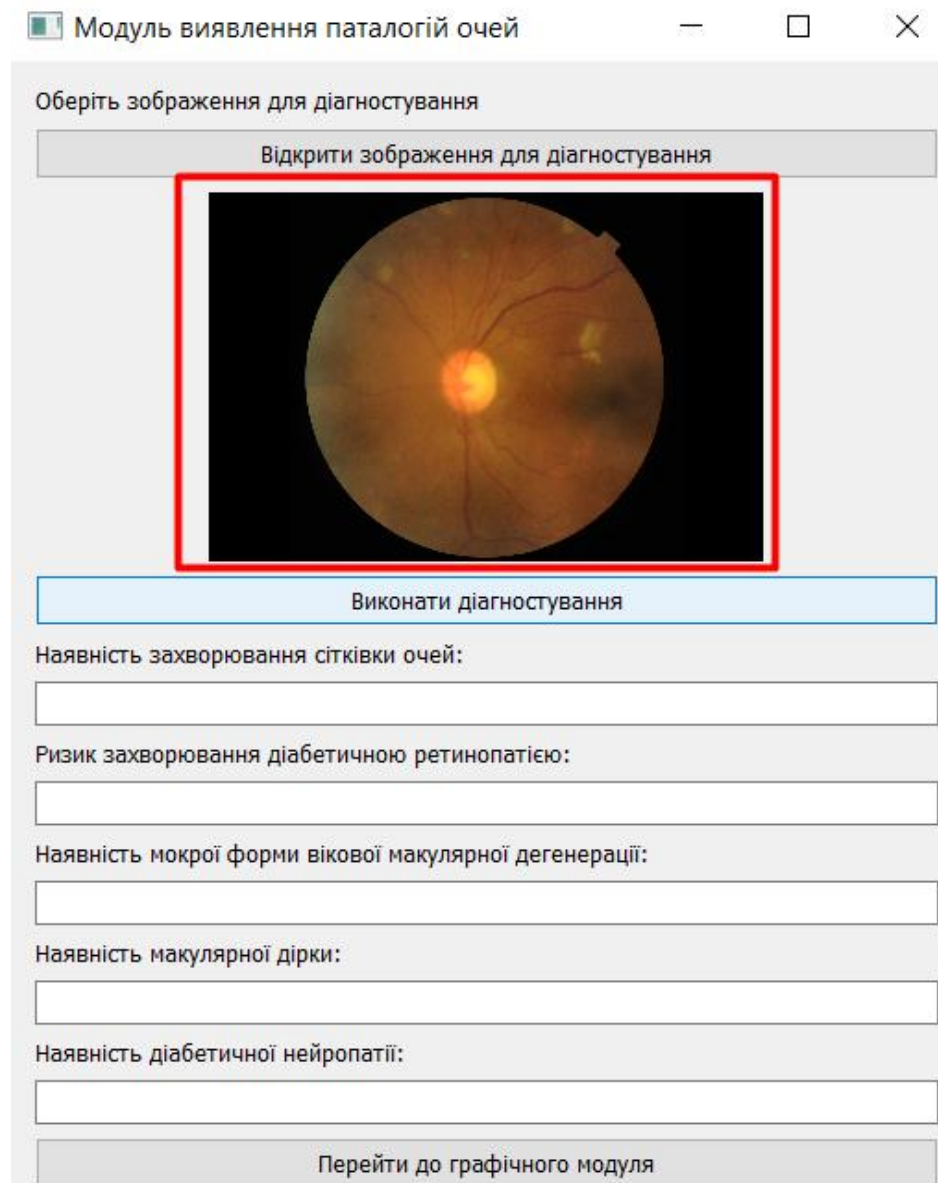 Модуль виявлення паталогій очей
Оберіть зображення для діагностування
Відкрити зображення для діагностування
Виконати діагностування
Наявність захворювання сітківки очей:
Ризик захворювання діабетичною ретинопатією:
Наявність мокрої форми вікової макулярної дегенерації:
Наявність макулярної дірки:
Наявність діабетичної нейропатії:
Перейти до графічного модуля